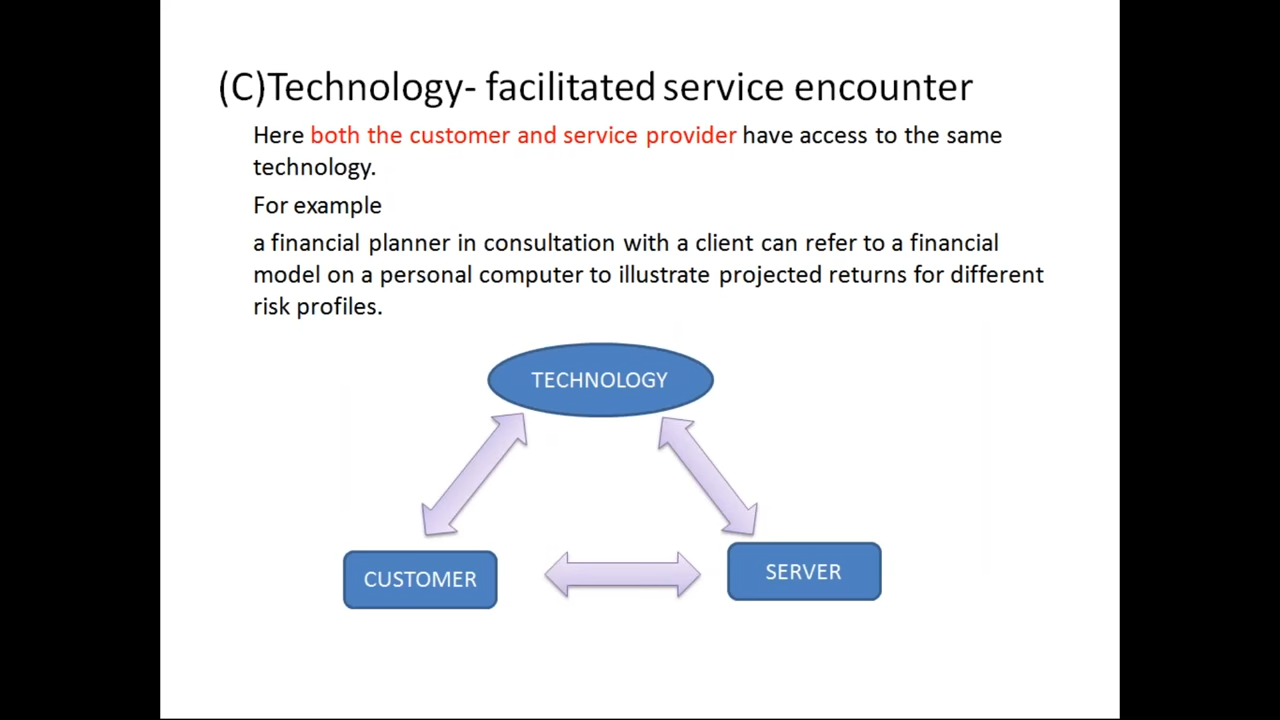 (C)Technology- facilitated service encounter
Here both the customer and service provider have access to the same
technology.
For example
a financial planner in consultation with a client can refer to a financial
model on a personal computer to illustrate projected returns for different
risk profiles.
TECHNOLOGY
CUSTOMER
SERVER